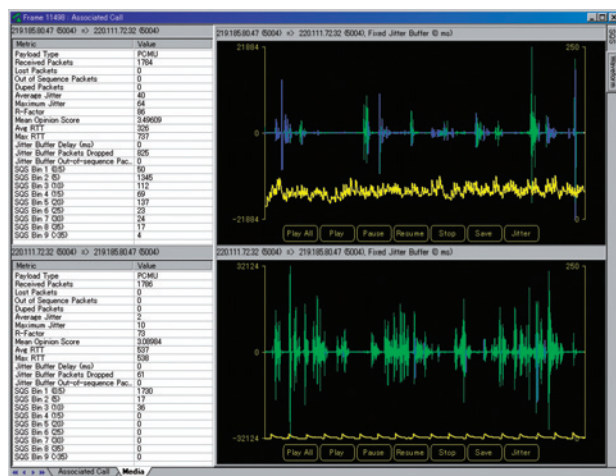 Frame 11498 : Associated Call
219.185.80.47 (5004) => 220.111.72.32 (5004)
Metric Value
Payload Type PCMU
Received Packets 1784
Lost Packets 0
Out of Sequence Packets 0
Duped Packets 0
Average Jitter 40
Maximum Jitter 64
R-Factor 86
Mean Opinion Score 3.49609
Avg RTT 326
Max RTT 737
Jitter Buffer Delay (ms) 0
Jitter Buffer Packets Dropped 825
Jitter Buffer Out-of-sequence Pac... 0
SQS Bin 1 (0.5) 50
SQS Bin 2 (5) 1345
SQS Bin 3 (10) 112
SQS Bin 4 (15) 69
SQS Bin 5 (20) 137
SQS Bin 6 (25) 23
SQS Bin 7 (30) 24
SQS Bin 8 (35) 17
SQS Bin 9 (>35) 4
219.185.80.47 (5004) => 220.111.72.32 (5004), Fixed Jitter Buffer (0 ms)
21884 250
0
-21884 0
Play All Play Pause Resume Stop Save Jitter
SQS
Waveform
220.111.72.32 (5004) => 219.185.80.47 (5004)
Metric Value
Payload Type PCMU
Received Packets 1786
Lost Packets 0
Out of Sequence Packets 0
Duped Packets 0
Average Jitter 2
Maximum Jitter 10
R-Factor 73
Mean Opinion Score 3.08984
Avg RTT 537
Max RTT 538
Jitter Buffer Delay (ms) 0
Jitter Buffer Packets Dropped 61
Jitter Buffer Out-of-sequence Pac... 0
SQS Bin 1 (0.5) 1730
SQS Bin 2 (5) 17
SQS Bin 3 (10) 36
SQS Bin 4 (15) 0
SQS Bin 5 (20) 0
SQS Bin 6 (25) 0
SQS Bin 7 (30) 0
SQS Bin 8 (35) 0
SQS Bin 9 (>35) 0
220.111.72.32 (5004) => 219.185.80.47 (5004), Fixed Jitter Buffer (0 ms)
32124 250
0
-32124 0
Play All Play Pause Resume Stop Save Jitter
Associated Call Media